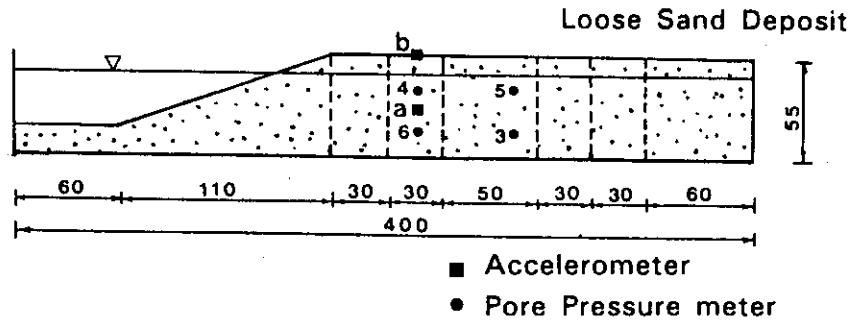 Loose Sand Deposit
b
4
5
a
6
3
55
60 110 30 30 50 30 30 60
400
Accelerometer
Pore Pressure meter